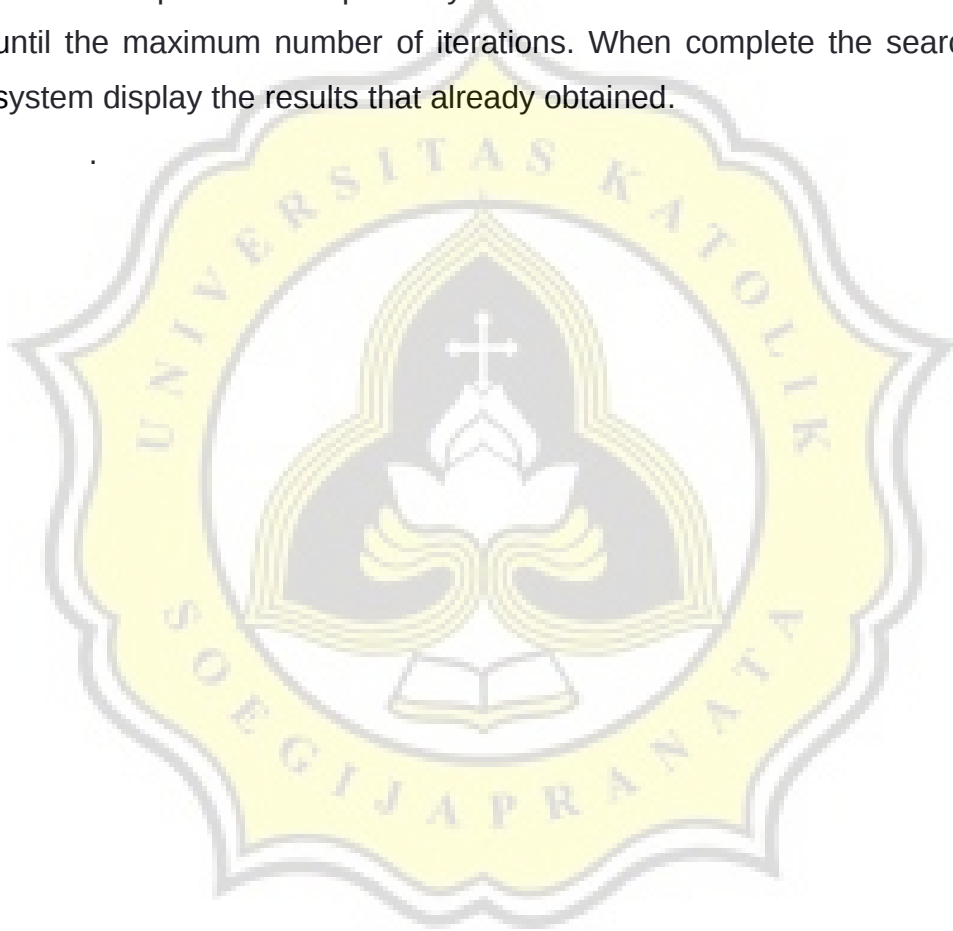 until the maximum number of iterations. When complete the
system display the results that already obtained.
.
UNIVERSITAS KATOLIK
SOEGIJAPRANATA